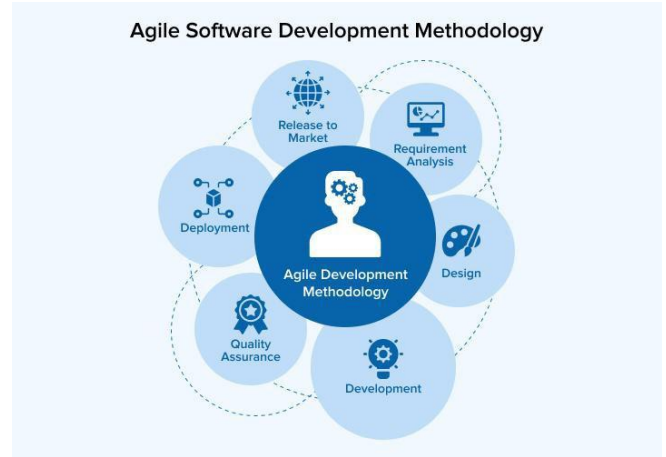 Agile Software Development Methodology
Release to
Market
Requirement
Analysis
Deployment
Agile Development
Methodology
Design
Quality
Assurance
Development